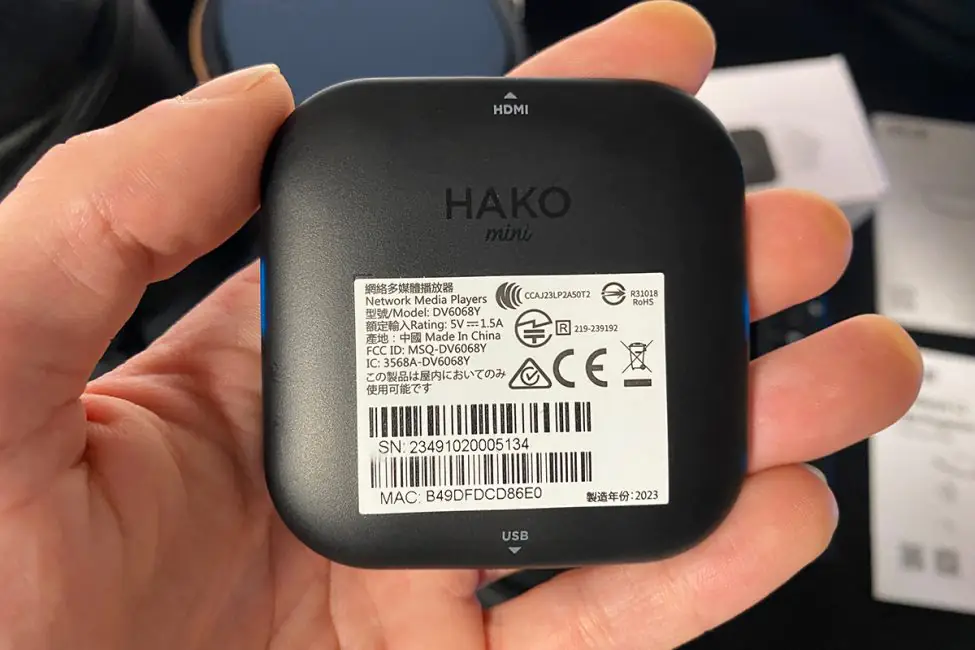 HDMI
HAKO
mini
網絡多媒體播放器
Network Media Players
型號/Model: DV6068Y
額定輸入Rating: 5V⎓1.5A
產地：中國 Made In China
FCC ID: MSQ-DV6068Y
IC: 3568A-DV6068Y
この製品は屋内においてのみ
使用可能です
CCAJ23LP2A50T2
R31018
RoHS
R 219-239192
CE
SN: 23491020005134
MAC: B49DFDCD86E0
製造年份:2023
USB